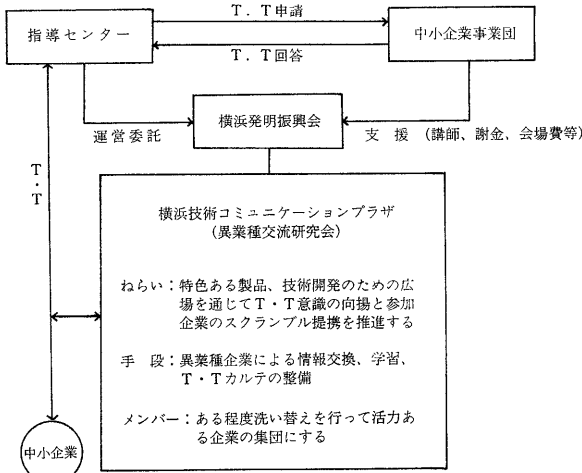 T．T申請
指導センター
中小企業事業団
T．T回答
横浜発明振興会
運営委託
支　援　（講師、謝金、会場費等）
T・T
横浜技術コミュニケーションプラザ
(異業種交流研究会)
ねらい：特色ある製品、技術開発のための広
場を通じてT・T意識の向揚と参加
企業のスクランブル提携を推進する
手　段：異業種企業による情報交換、学習、
T・Tカルテの整備
メンバー：ある程度洗い替えを行って活力あ
る企業の集団にする
中小企業